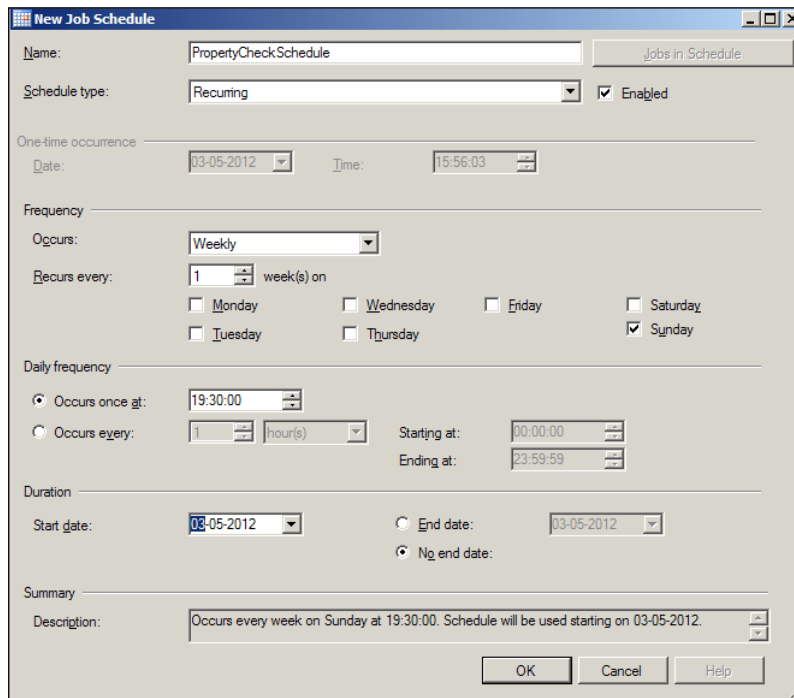 New Job Schedule
Name: PropertyCheckSchedule Jobs in Schedule
Schedule type: Recurring Enabled
One-time occurrence
Date: 03-05-2012 Time: 15:56:03
Frequency
Occurs: Weekly
Recurs every: 1 week(s) on
Monday Wednesday Friday Saturday
Tuesday Thursday Sunday
Daily frequency
Occurs once at: 19:30:00
Occurs every: 1 hour(s) Starting at: 00:00:00
Ending at: 23:59:59
Duration
Start date: 03-05-2012 End date: 03-05-2012
No end date:
Summary
Description: Occurs every week on Sunday at 19:30:00. Schedule will be used starting on 03-05-2012.
OK Cancel Help